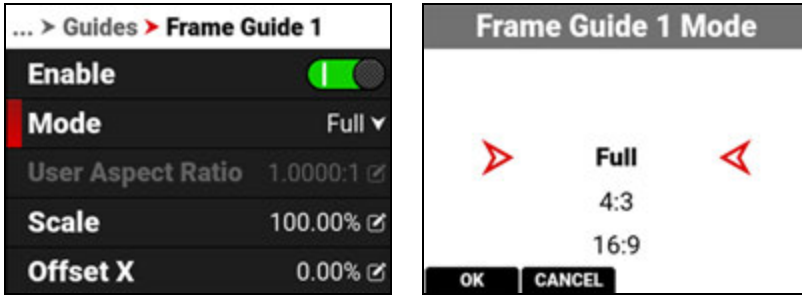 ... > Guides > Frame Guide 1
Enable
Mode Full
User Aspect Ratio 1.0000:1
Scale 100.00%
Offset X 0.00%
Frame Guide 1 Mode
Full
4:3
16:9
OK CANCEL